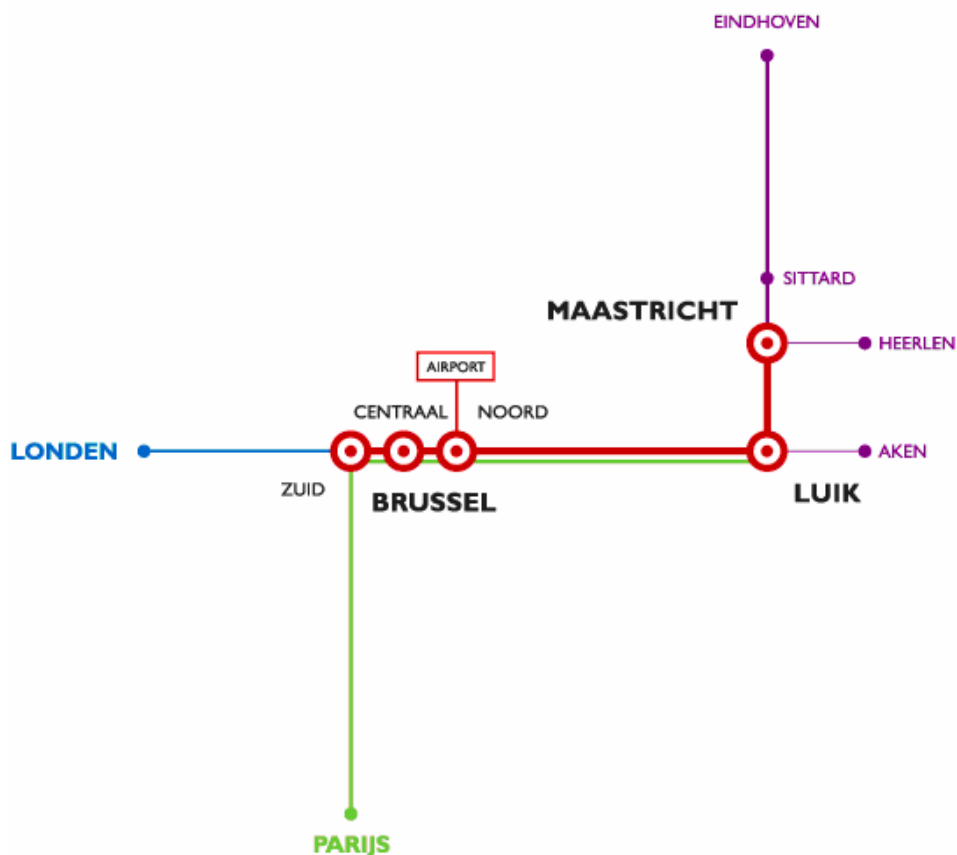 EINDHOVEN
SITTARD
MAASTRICHT
HEERLEN
AIRPORT
CENTRAAL
NOORD
LONDEN
AKEN
ZUID
BRUSSEL
LUIK
PARIJS